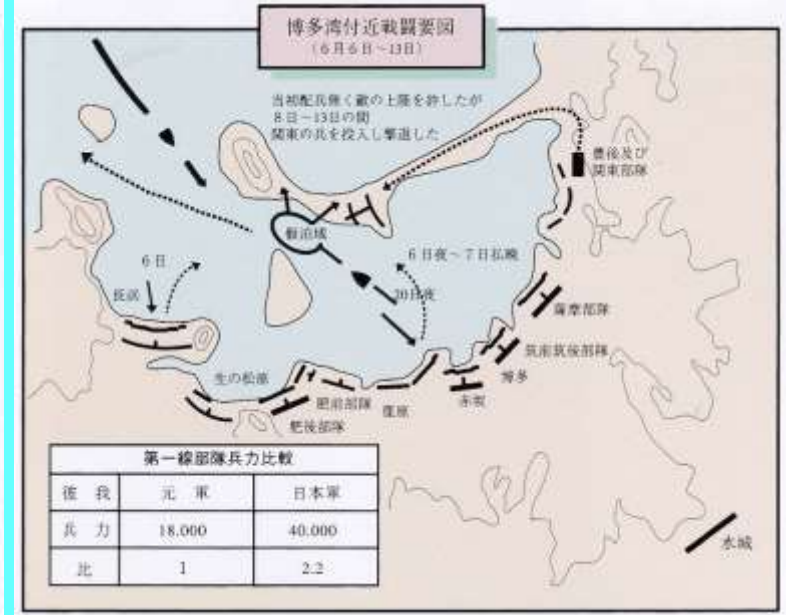 博多湾付近戦闘要図
(6月6日~13日)
当初配兵無く敵の上陸を許したが
8日~13日の間
関東の兵を投入し撃退した
豊後及び
関東部隊
仮泊域
6日夜~7日払暁
6日
長浜
20日夜
薩摩部隊
筑前筑後部隊
博多
生の松原
肥前部隊
赤坂
肥後部隊
第一線部隊兵力比較
彼 我 元 軍 日本軍
兵 力 18.000 40.000
比 1 2.2
水城